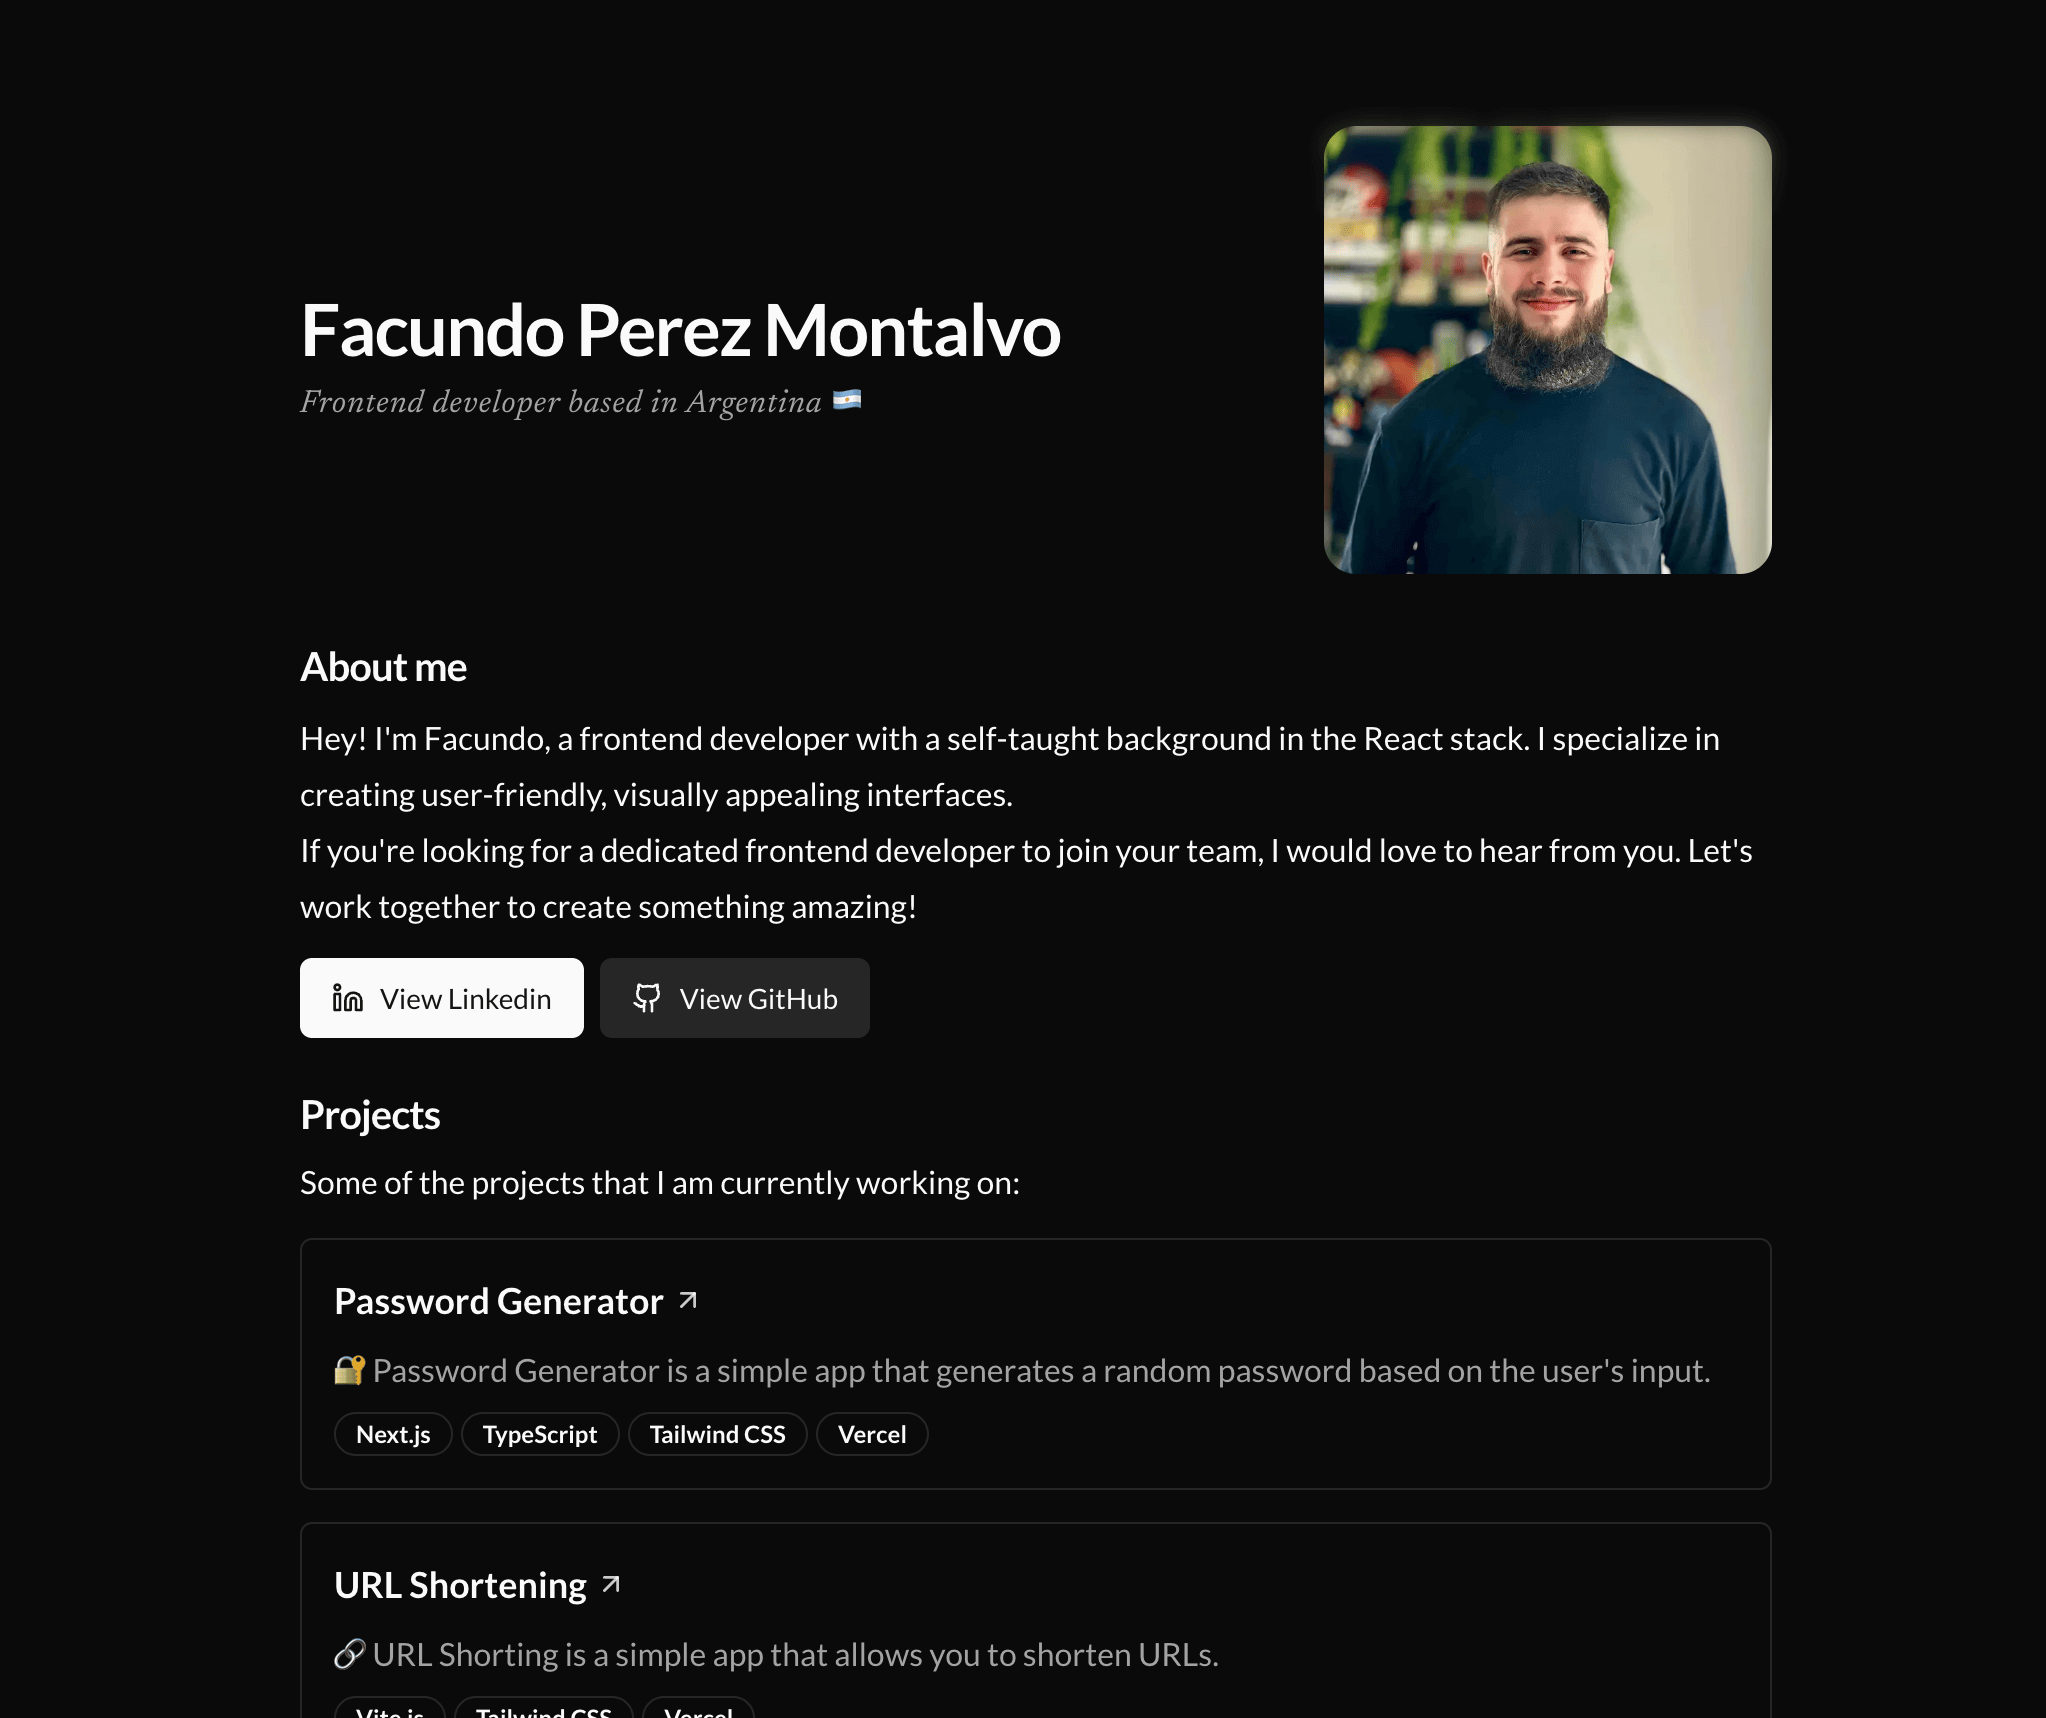 Facundo Perez Montalvo
Frontend developer based in Argentina 🇦🇷
About me
Hey! I'm Facundo, a frontend developer with a self-taught background in the React stack. I specialize in
creating user-friendly, visually appealing interfaces.
If you're looking for a dedicated frontend developer to join your team, I would love to hear from you. Let's
work together to create something amazing!
View Linkedin
View GitHub
Projects
Some of the projects that I am currently working on:
Password Generator
🔐 Password Generator is a simple app that generates a random password based on the user's input.
Next.js TypeScript Tailwind CSS Vercel
URL Shortening
🔗 URL Shorting is a simple app that allows you to shorten URLs.
Vite.js Tailwind CSS Vercel